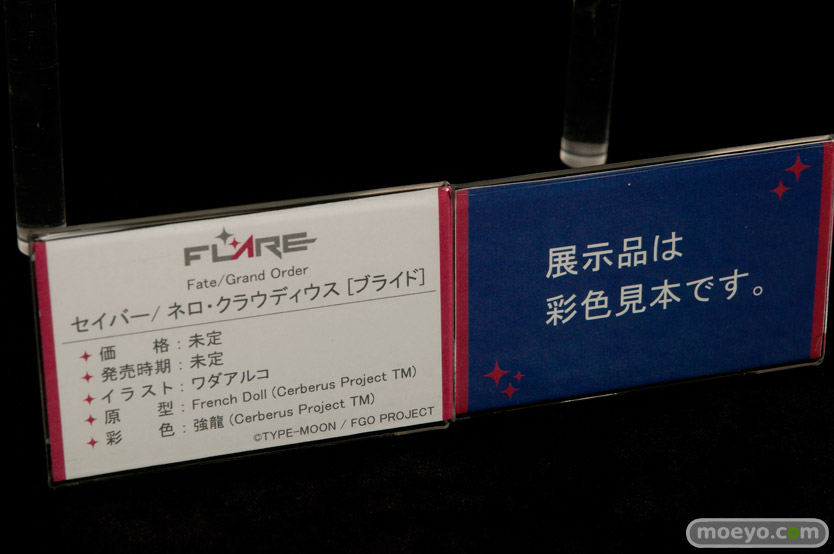 FLARE
Fate/Grand Order
セイバー/ ネロ・クラウディウス [ブライド]
価　　格：未定
発売時期：未定
イラスト：ワダアルコ
原　　型：French Doll (Cerberus Project TM)
彩　　色：強龍 (Cerberus Project TM)
©TYPE-MOON / FGO PROJECT
展示品は
彩色見本です。
moeyo.com